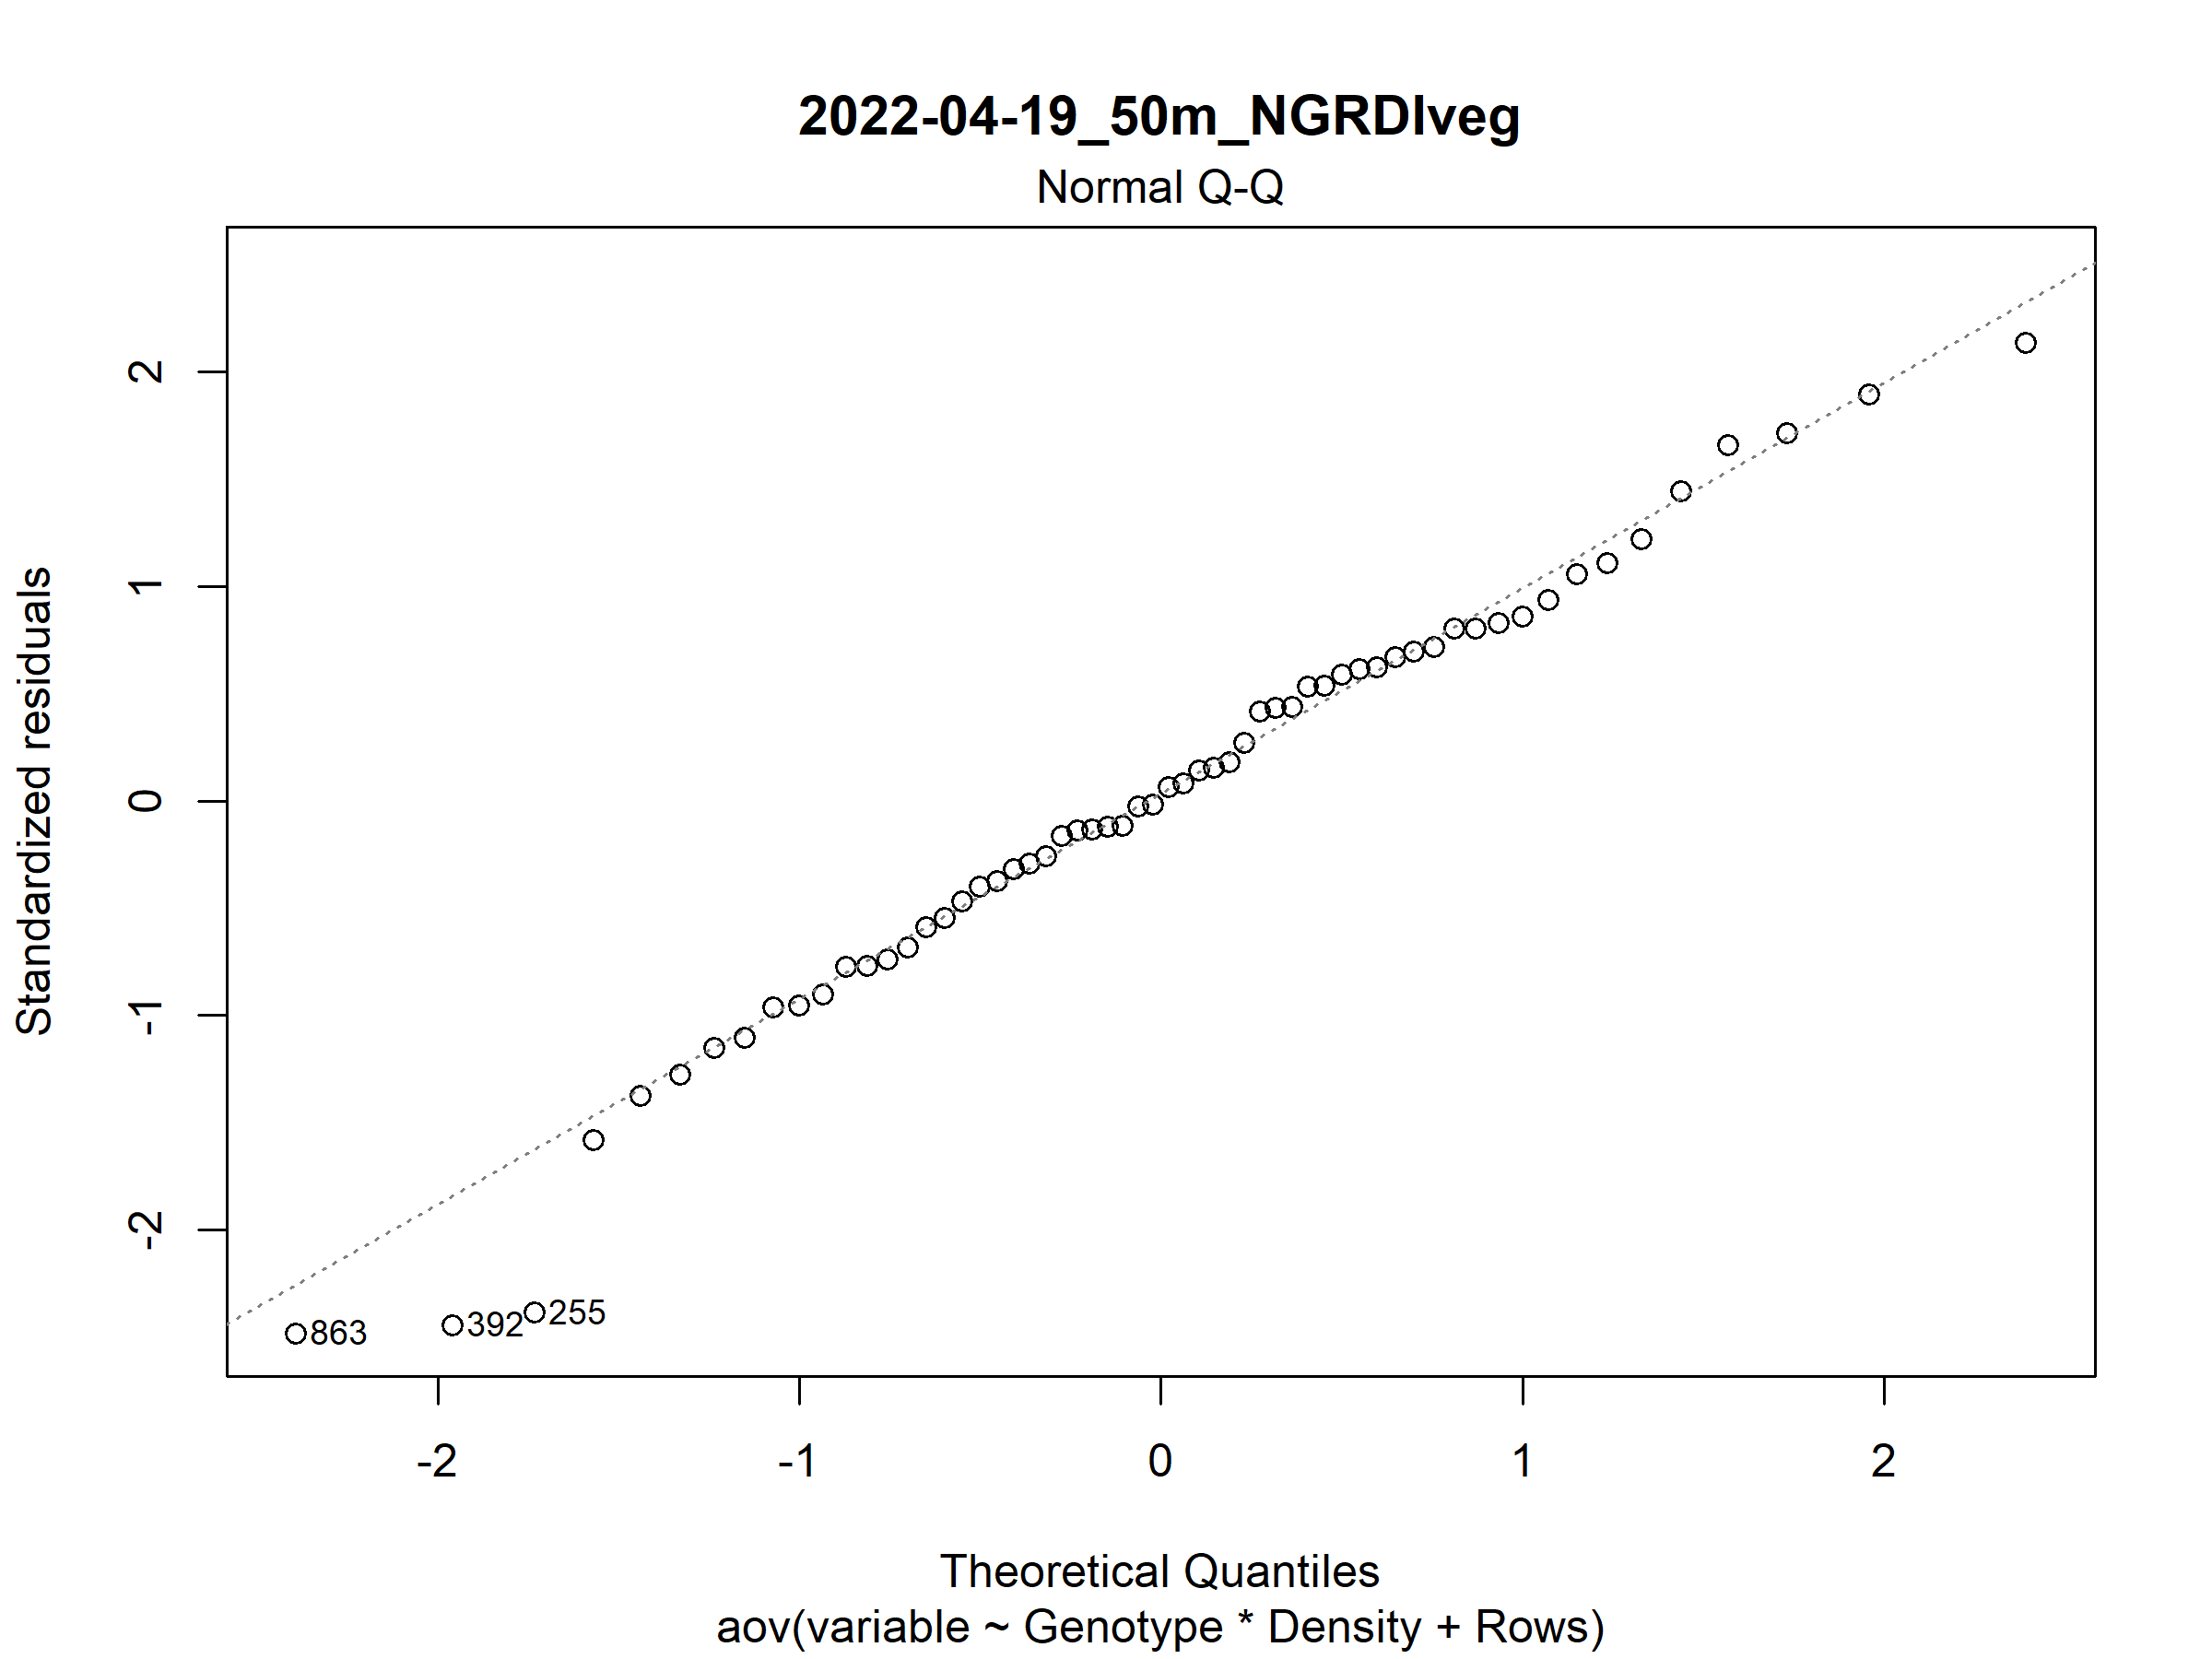 2022-04-19_50m_NGRDIveg
Normal Q-Q
Standardized residuals
2
1
0
-1
-2
863
392
255
-2
-1
0
1
2
Theoretical Quantiles
aov(variable ~ Genotype * Density + Rows)